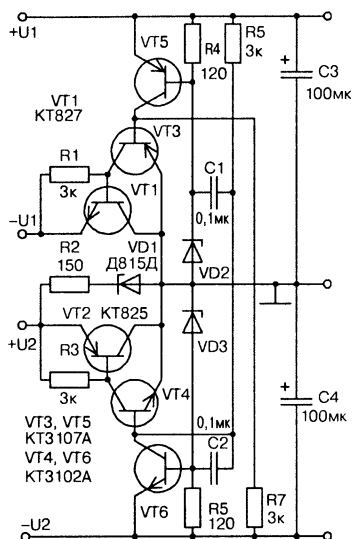 +U1
VT5
R4
120
R5
3к
C3
100мк
+
VT1
КТ827
VT3
R1
3к
VT1
C1
0,1мк
−U1
R2
150
VD1
Д815Д
VD2
VT2
КТ825
+U2
R3
3к
VD3
VT4
0,1мк
C2
+
C4
100мк
VT3, VT5
КТ3107А
VT4, VT6
КТ3102А
VT6
R5
120
R7
3к
−U2